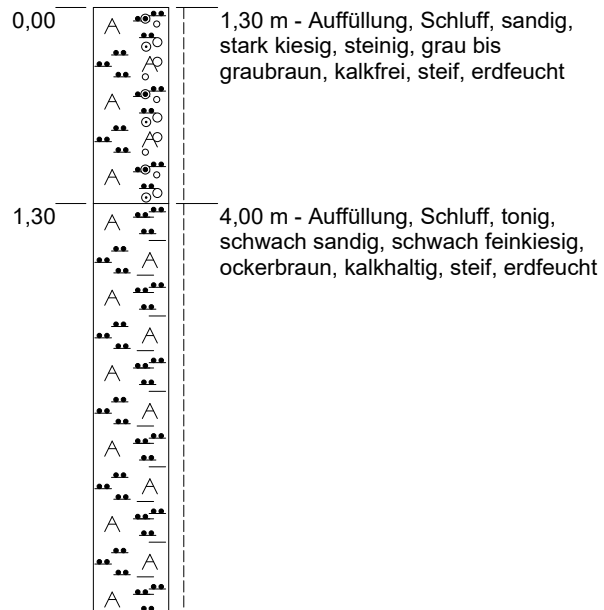 0,00
1,30 m - Auffüllung, Schluff, sandig,
stark kiesig, steinig, grau bis
graubraun, kalkfrei, steif, erdfeucht
1,30
4,00 m - Auffüllung, Schluff, tonig,
schwach sandig, schwach feinkiesig,
ockerbraun, kalkhaltig, steif, erdfeucht